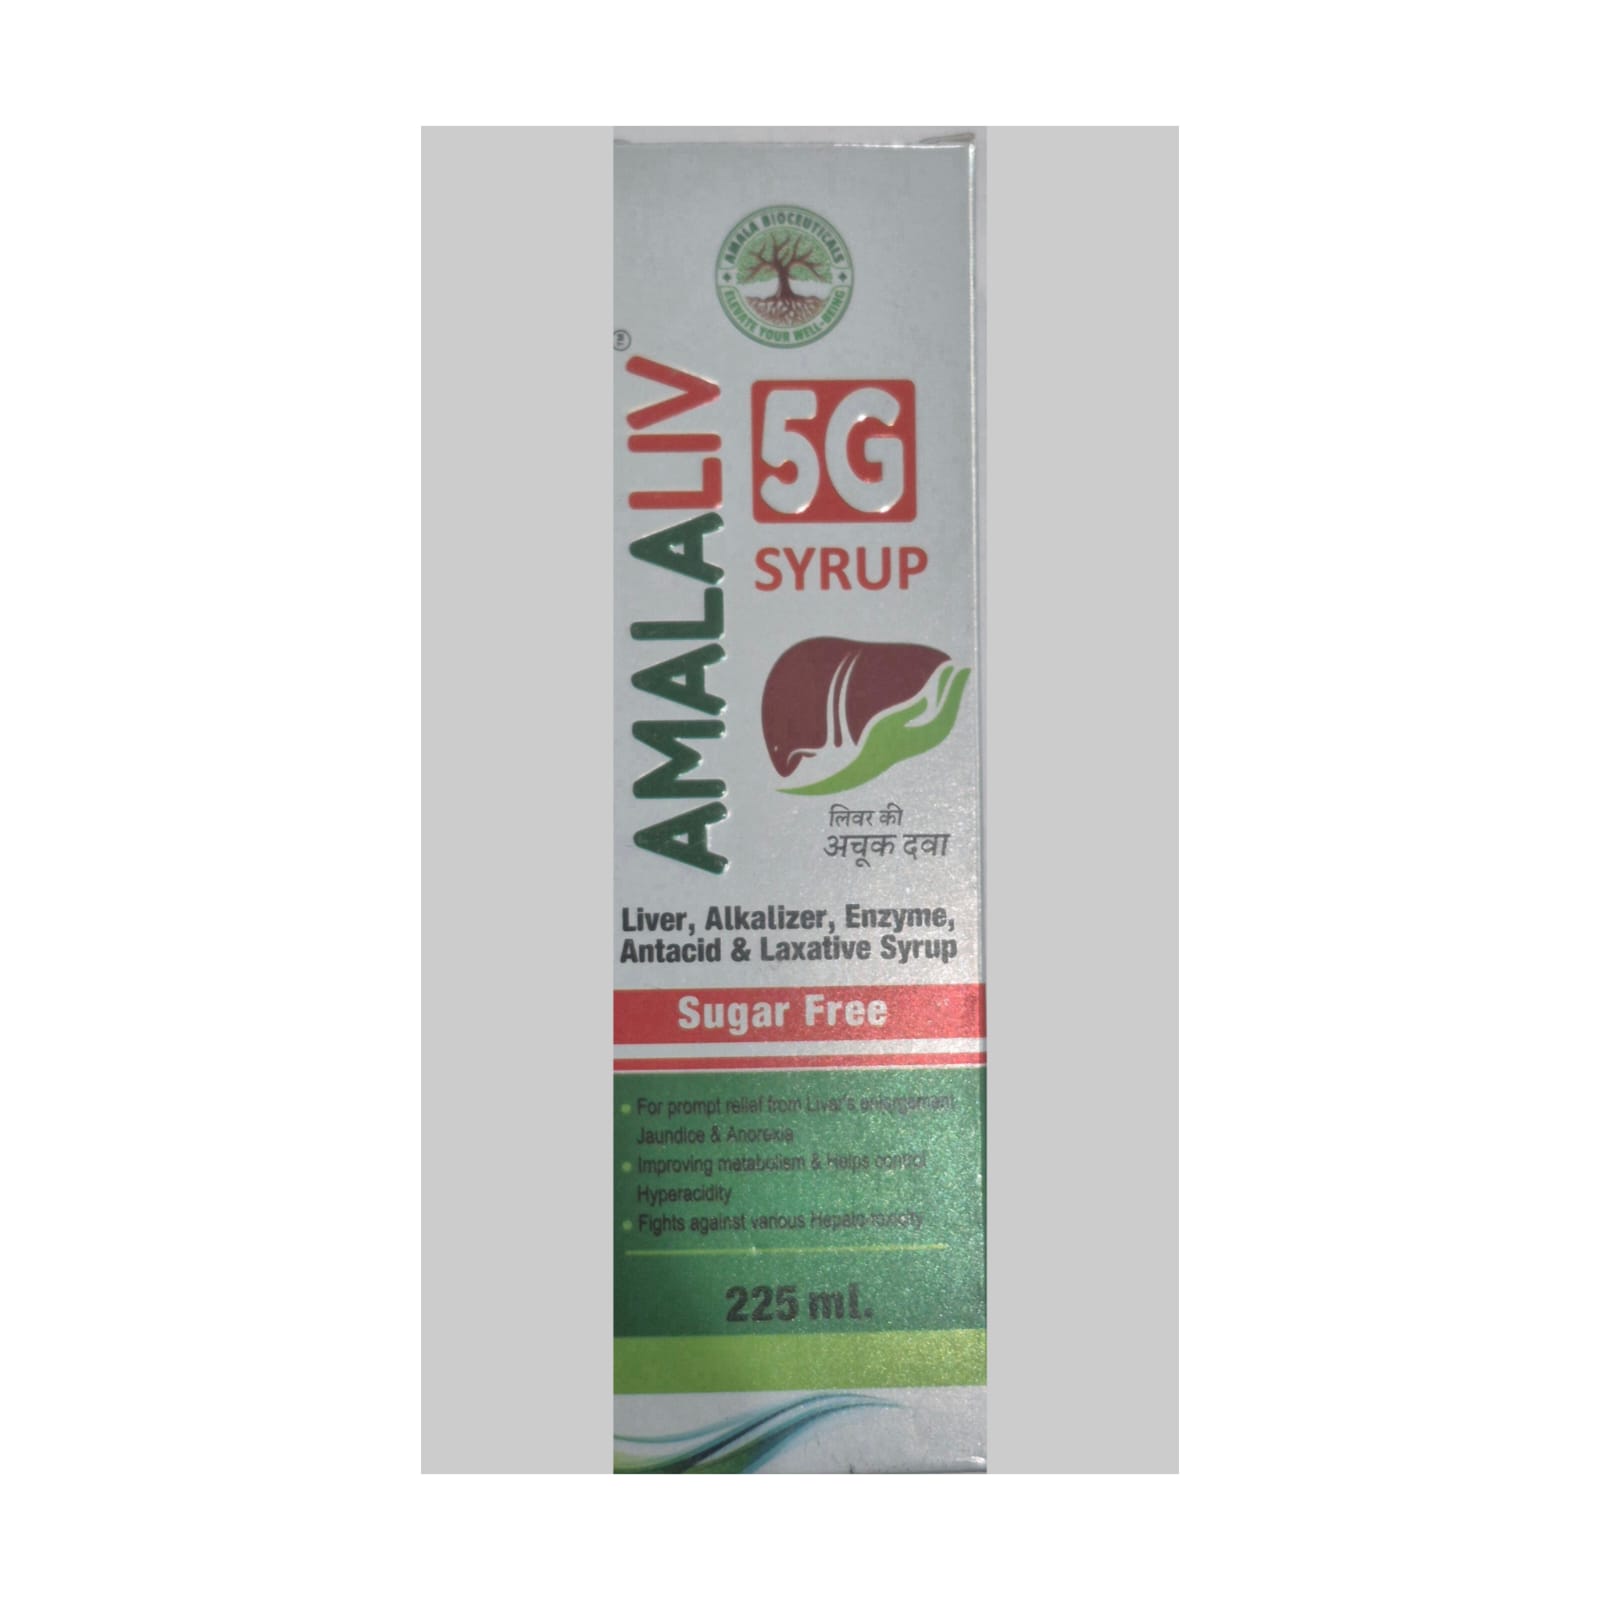 AMALA BIOCEUTICALS
ELEVATE YOUR WELL-BEING
AMALALIV™
5G
SYRUP
लिवर की
अचूक दवा
Liver, Alkalizer, Enzyme,
Antacid & Laxative Syrup
Sugar Free
For prompt relief from Liver's enlargement
Jaundice & Anorexia
Improving metabolism & Helps control
Hyperacidity
Fights against various Hepato-toxicity
225 ml.